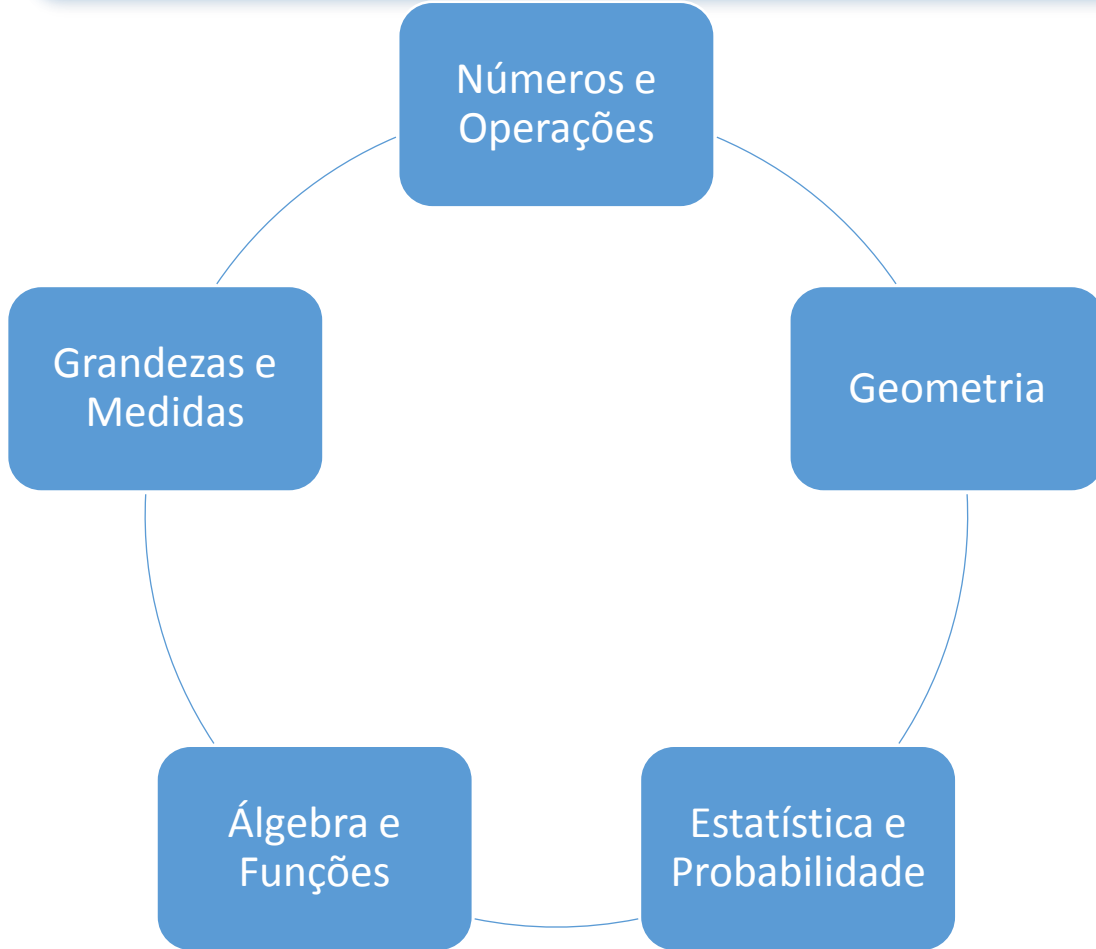 Números e
Operações
Grandezas e
Medidas
Geometria
Álgebra e
Funções
Estatística e
Probabilidade